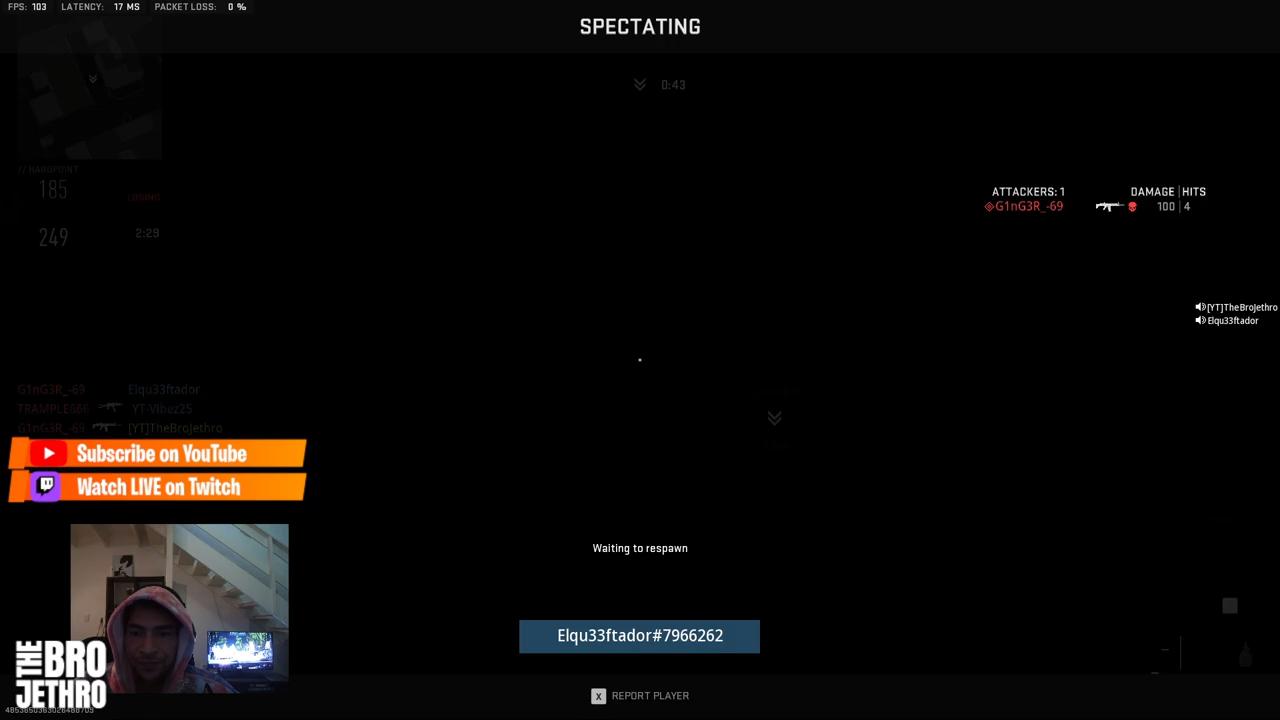 FPS: 103 LATENCY: 17 MS PACKET LOSS: 0 %
SPECTATING
0:43
// HARDPOINT
185 LOSING
249 2:29
ATTACKERS: 1 DAMAGE HITS
G1nG3R_-69 100 4
[YT]TheBroJethro
Elqu33ftador
G1nG3R_-69 Elqu33ftador
TRAMPLE666 YT-Vibez25
G1nG3R_-69 [YT]TheBroJethro
Subscribe on YouTube
Watch LIVE on Twitch
Waiting to respawn
Elqu33ftador#7966262
THE BRO
JETHRO
X REPORT PLAYER